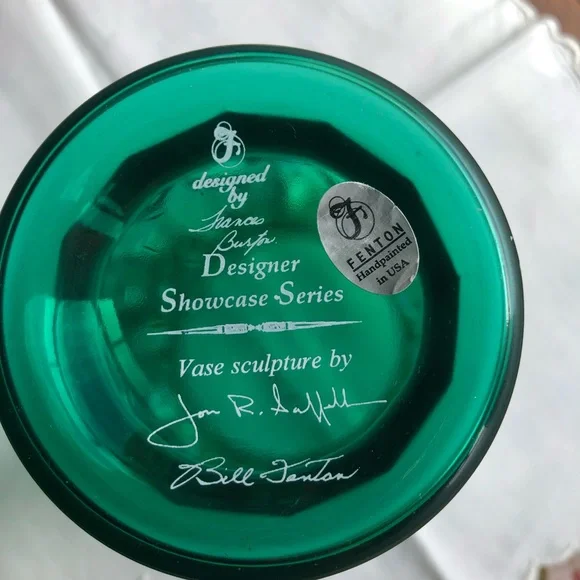 F
designed
by
Frances
Burton
Designer
Showcase Series
Vase sculpture by
Jon R. Saffell
Bill Fenton
F
FENTON
Handpainted
in USA